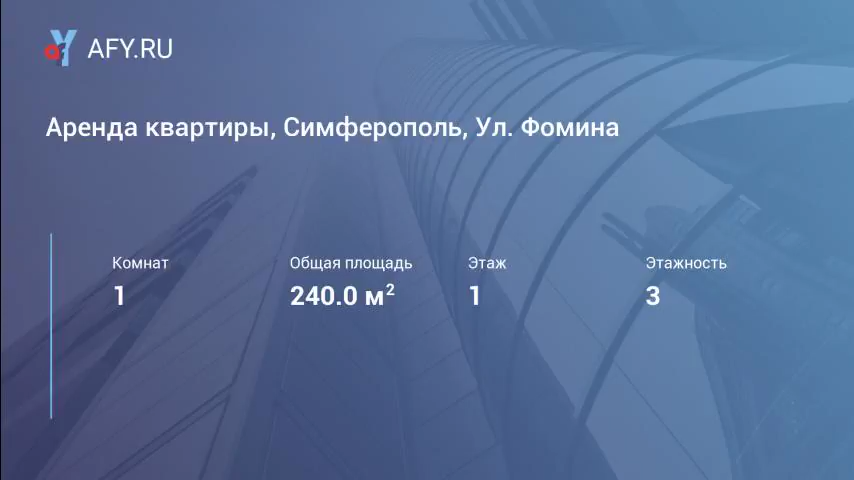 AFY.RU
Аренда квартиры, Симферополь, Ул. Фомина
Комнат Общая площадь Этаж Этажность
1 240.0 м² 1 3